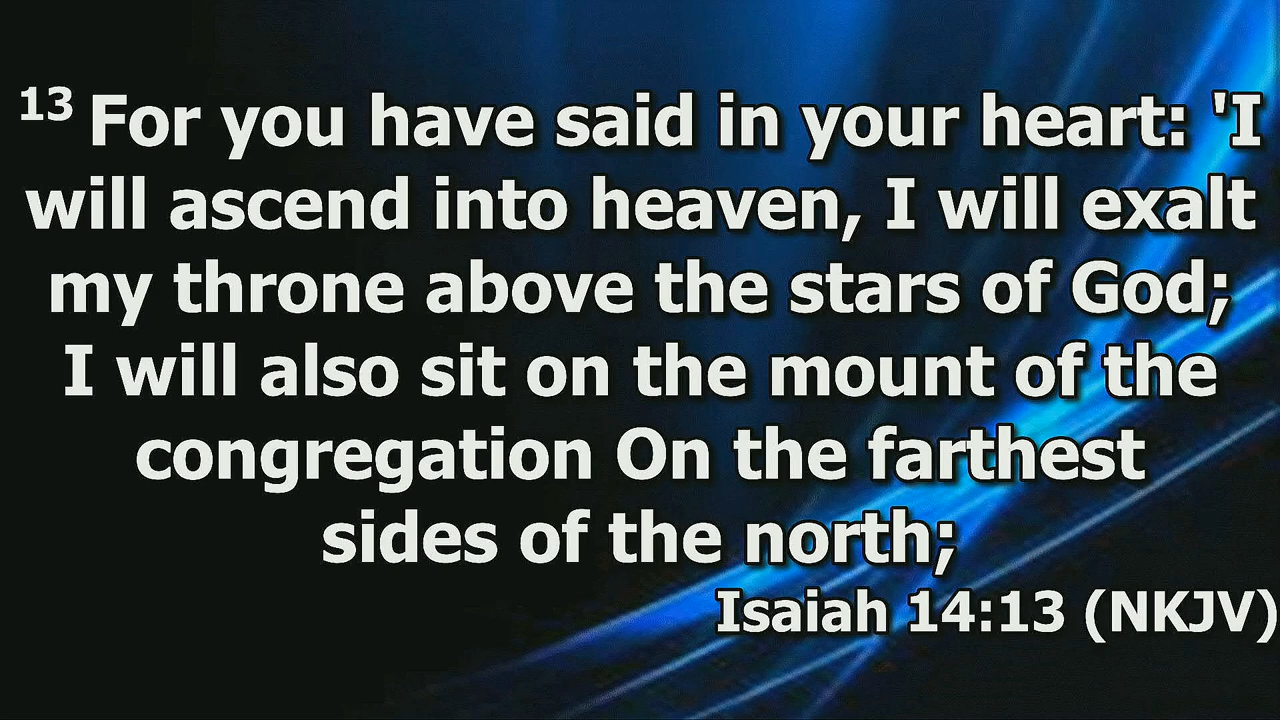 13 For you have said in your heart: 'I
will ascend into heaven, I will exalt
my throne above the stars of God;
I will also sit on the mount of the
congregation On the farthest
sides of the north;
Isaiah 14:13 (NKJV)